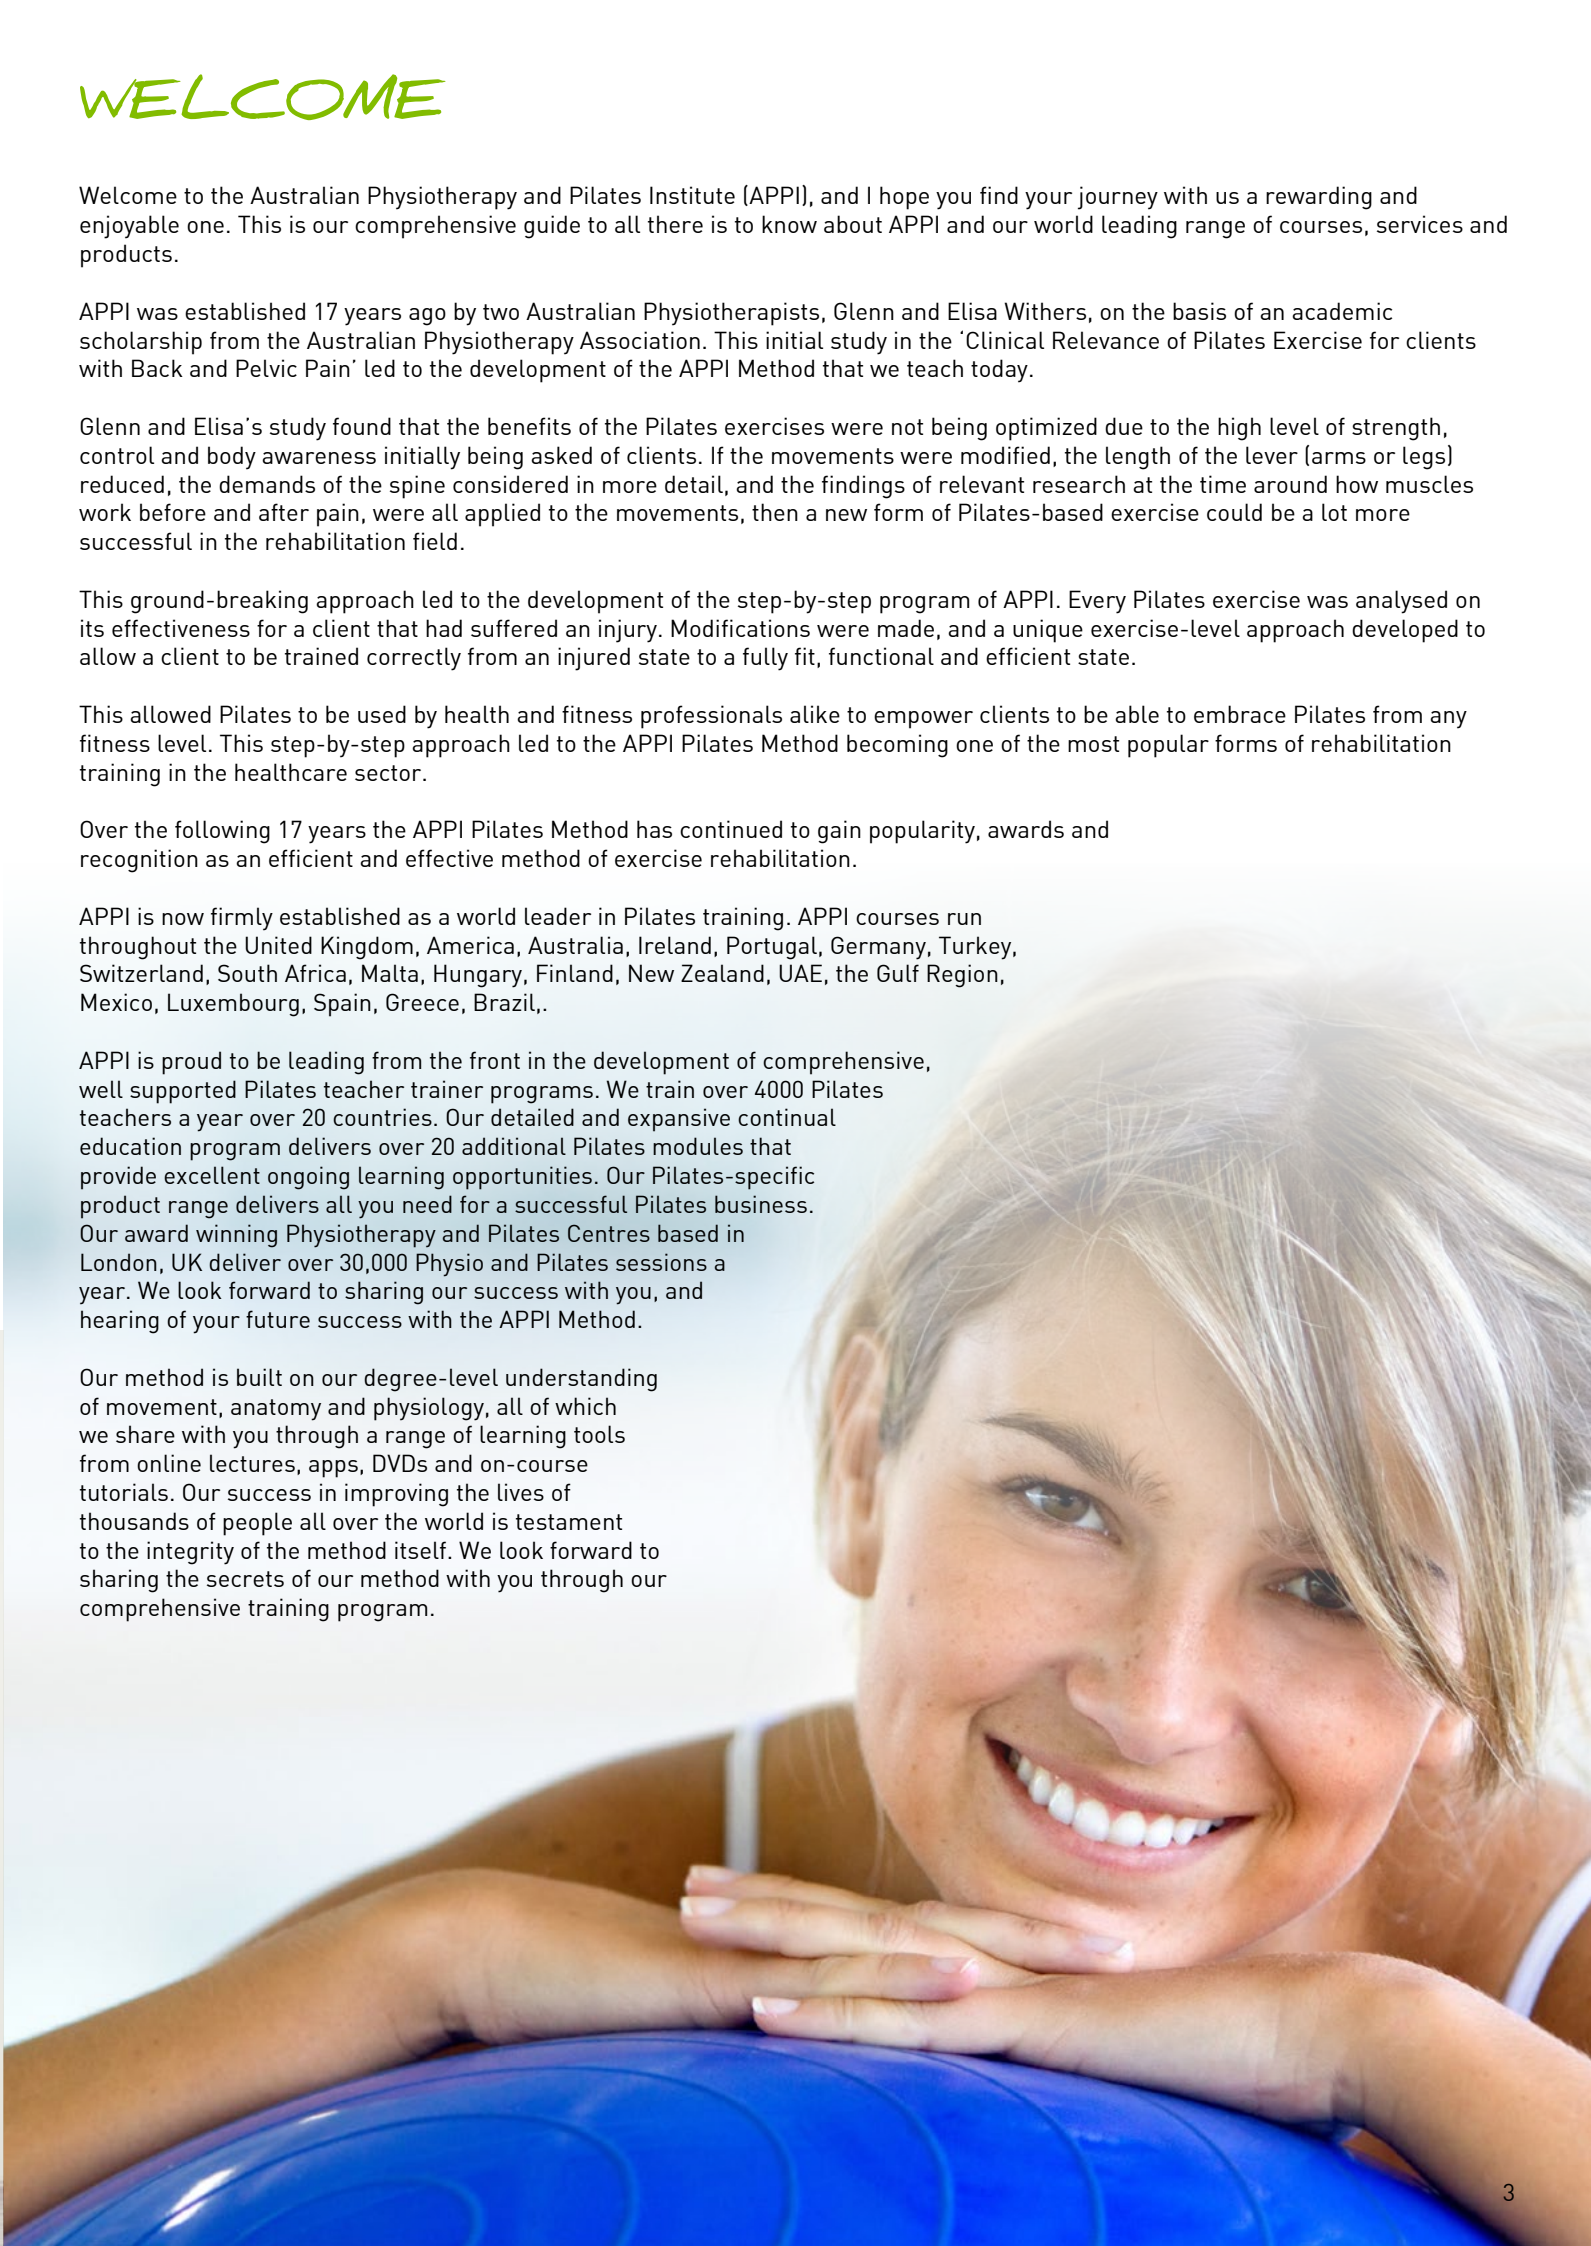 WELCOME
Welcome to the Australian Physiotherapy and Pilates Institute (APPI), and I hope you find your journey with us a rewarding and
enjoyable one. This is our comprehensive guide to all there is to know about APPI and our world leading range of courses, services and
products.
APPI was established 17 years ago by two Australian Physiotherapists, Glenn and Elisa Withers, on the basis of an academic
scholarship from the Australian Physiotherapy Association. This initial study in the ‘Clinical Relevance of Pilates Exercise for clients
with Back and Pelvic Pain’ led to the development of the APPI Method that we teach today.
Glenn and Elisa’s study found that the benefits of the Pilates exercises were not being optimized due to the high level of strength,
control and body awareness initially being asked of clients. If the movements were modified, the length of the lever (arms or legs)
reduced, the demands of the spine considered in more detail, and the findings of relevant research at the time around how muscles
work before and after pain, were all applied to the movements, then a new form of Pilates-based exercise could be a lot more
successful in the rehabilitation field.
This ground-breaking approach led to the development of the step-by-step program of APPI. Every Pilates exercise was analysed on
its effectiveness for a client that had suffered an injury. Modifications were made, and a unique exercise-level approach developed to
allow a client to be trained correctly from an injured state to a fully fit, functional and efficient state.
This allowed Pilates to be used by health and fitness professionals alike to empower clients to be able to embrace Pilates from any
fitness level. This step-by-step approach led to the APPI Pilates Method becoming one of the most popular forms of rehabilitation
training in the healthcare sector.
Over the following 17 years the APPI Pilates Method has continued to gain popularity, awards and
recognition as an efficient and effective method of exercise rehabilitation.
APPI is now firmly established as a world leader in Pilates training. APPI courses run
throughout the United Kingdom, America, Australia, Ireland, Portugal, Germany, Turkey,
Switzerland, South Africa, Malta, Hungary, Finland, New Zealand, UAE, the Gulf Region,
Mexico, Luxembourg, Spain, Greece, Brazil,.
APPI is proud to be leading from the front in the development of comprehensive,
well supported Pilates teacher trainer programs. We train over 4000 Pilates
teachers a year over 20 countries. Our detailed and expansive continual
education program delivers over 20 additional Pilates modules that
provide excellent ongoing learning opportunities. Our Pilates-specific
product range delivers all you need for a successful Pilates business.
Our award winning Physiotherapy and Pilates Centres based in
London, UK deliver over 30,000 Physio and Pilates sessions a
year. We look forward to sharing our success with you, and
hearing of your future success with the APPI Method.
Our method is built on our degree-level understanding
of movement, anatomy and physiology, all of which
we share with you through a range of learning tools
from online lectures, apps, DVDs and on-course
tutorials. Our success in improving the lives of
thousands of people all over the world is testament
to the integrity of the method itself. We look forward to
sharing the secrets of our method with you through our
comprehensive training program.
3